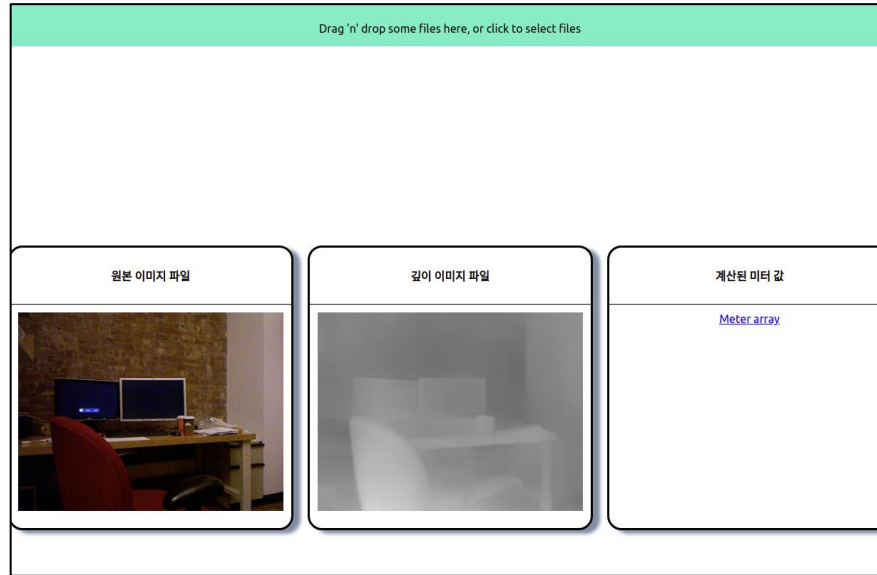 Drag 'n' drop some files here, or click to select files
원본 이미지 파일
깊이 이미지 파일
계산된 미터 값
Meter array